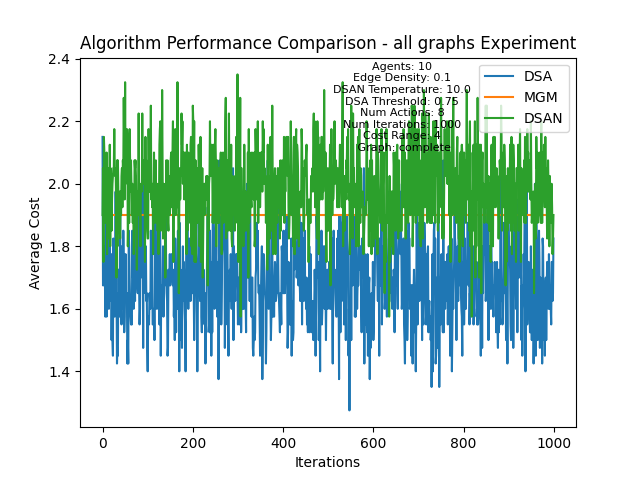 Algorithm Performance Comparison - all graphs Experiment
Average Cost
2.4
2.2
2.0
1.8
1.6
1.4
Agents: 10
Edge Density: 0.1
DSAN Temperature: 10.0
DSA Threshold: 0.75
Num Actions: 8
Num Iterations: 1000
Cost Range: 4
Graph: complete
DSA
MGM
DSAN
0
200
400
600
800
1000
Iterations